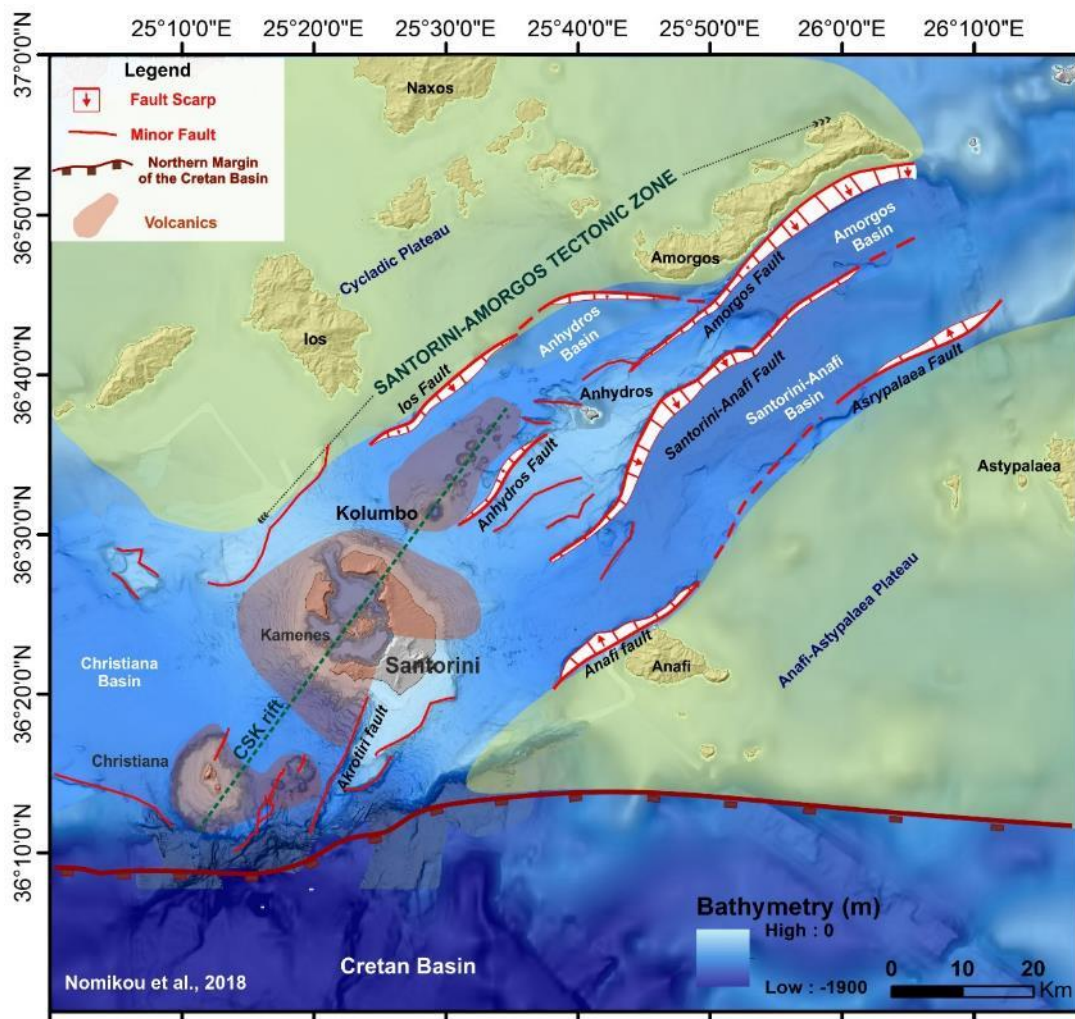 25°10'0"E 25°20'0"E 25°30'0"E 25°40'0"E 25°50'0"E 26°0'0"E 26°10'0"E
37°0'0"N
36°50'0"N
36°40'0"N
36°30'0"N
36°20'0"N
36°10'0"N
Legend
Fault Scarp
Minor Fault
Northern Margin
of the Cretan Basin
Volcanics
Naxos
SANTORINI-AMORGOS TECTONIC ZONE
Cycladic Plateau
Amorgos
Amorgos
Basin
Amorgos Fault
Ios
Ios Fault
Anhydros
Basin
Anhydros
Santorini-Anafi Fault
Santorini-Anafi
Basin
Asrypalaea Fault
Anhydros Fault
Astypalaea
Kolumbo
Kamenes
Santorini
Anafi fault
Anafi
Anafi-Astypalaea Plateau
Christiana
Basin
CSK rift
Akrotiri fault
Christiana
Bathymetry (m)
High : 0
Low : -1900
0 10 20
Km
Cretan Basin
Nomikou et al., 2018